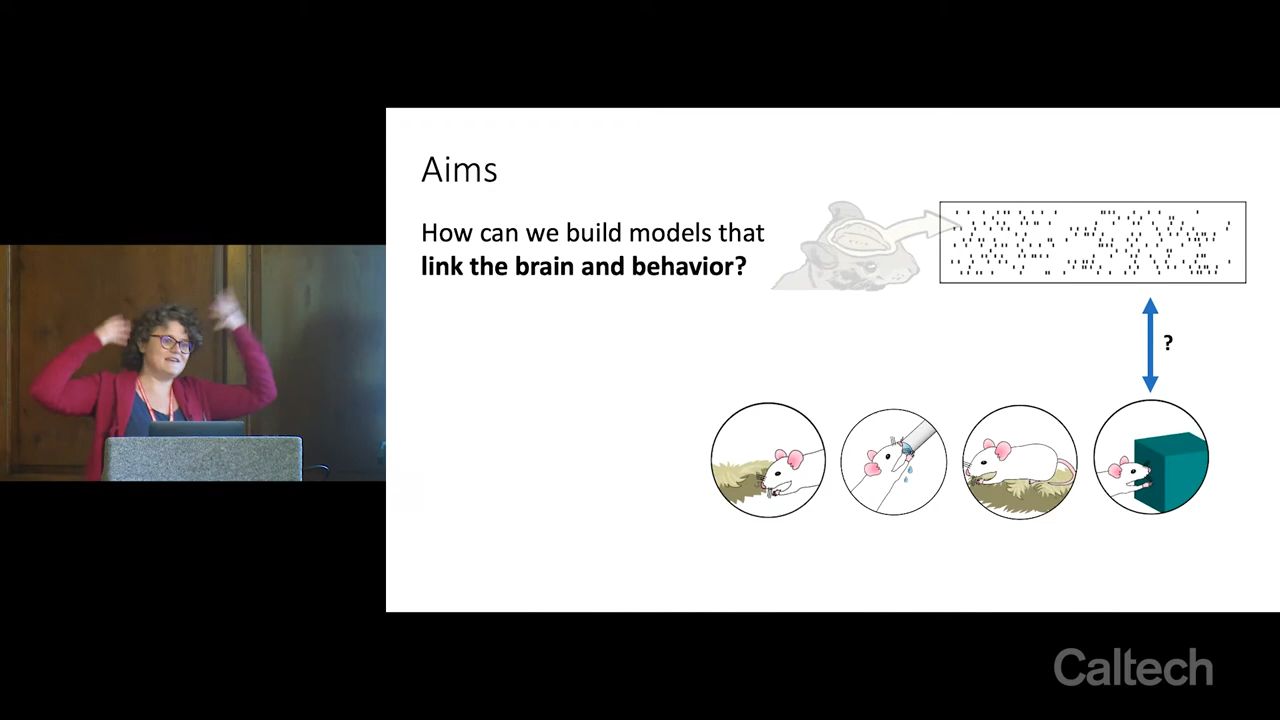 Aims
How can we build models that
link the brain and behavior?
?
Caltech